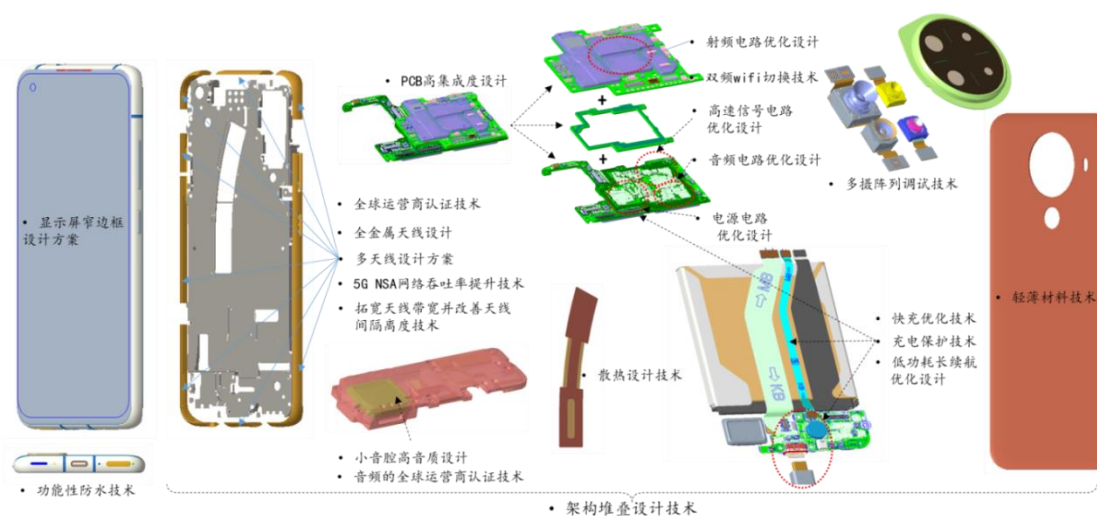 • PCB高集成度设计
• 射频电路优化设计
• 双频wifi切换技术
• 高速信号电路
优化设计
• 音频电路优化设计
• 电源电路
优化设计
• 多摄阵列调试技术
• 显示屏窄边框
设计方案
• 全球运营商认证技术
• 全金属天线设计
• 多天线设计方案
• 5G NSA网络吞吐率提升技术
• 拓宽天线带宽并改善天线
间隔离度技术
• 散热设计技术
MB
KB
• 快充优化技术
• 充电保护技术
• 低功耗长续航
优化设计
• 轻薄材料技术
• 小音腔高音质设计
• 音频的全球运营商认证技术
• 功能性防水技术
• 架构堆叠设计技术